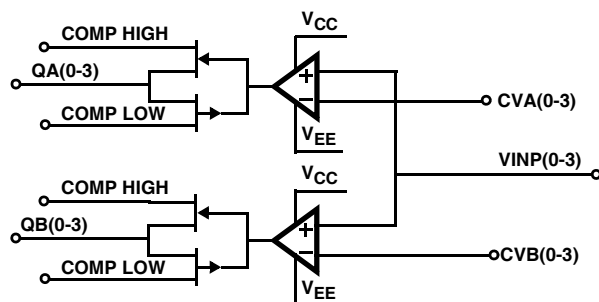 COMP HIGH
VCC
QA(0-3)
+
−
CVA(0-3)
COMP LOW
VEE
VINP(0-3)
COMP HIGH
VCC
QB(0-3)
+
−
CVB(0-3)
COMP LOW
VEE